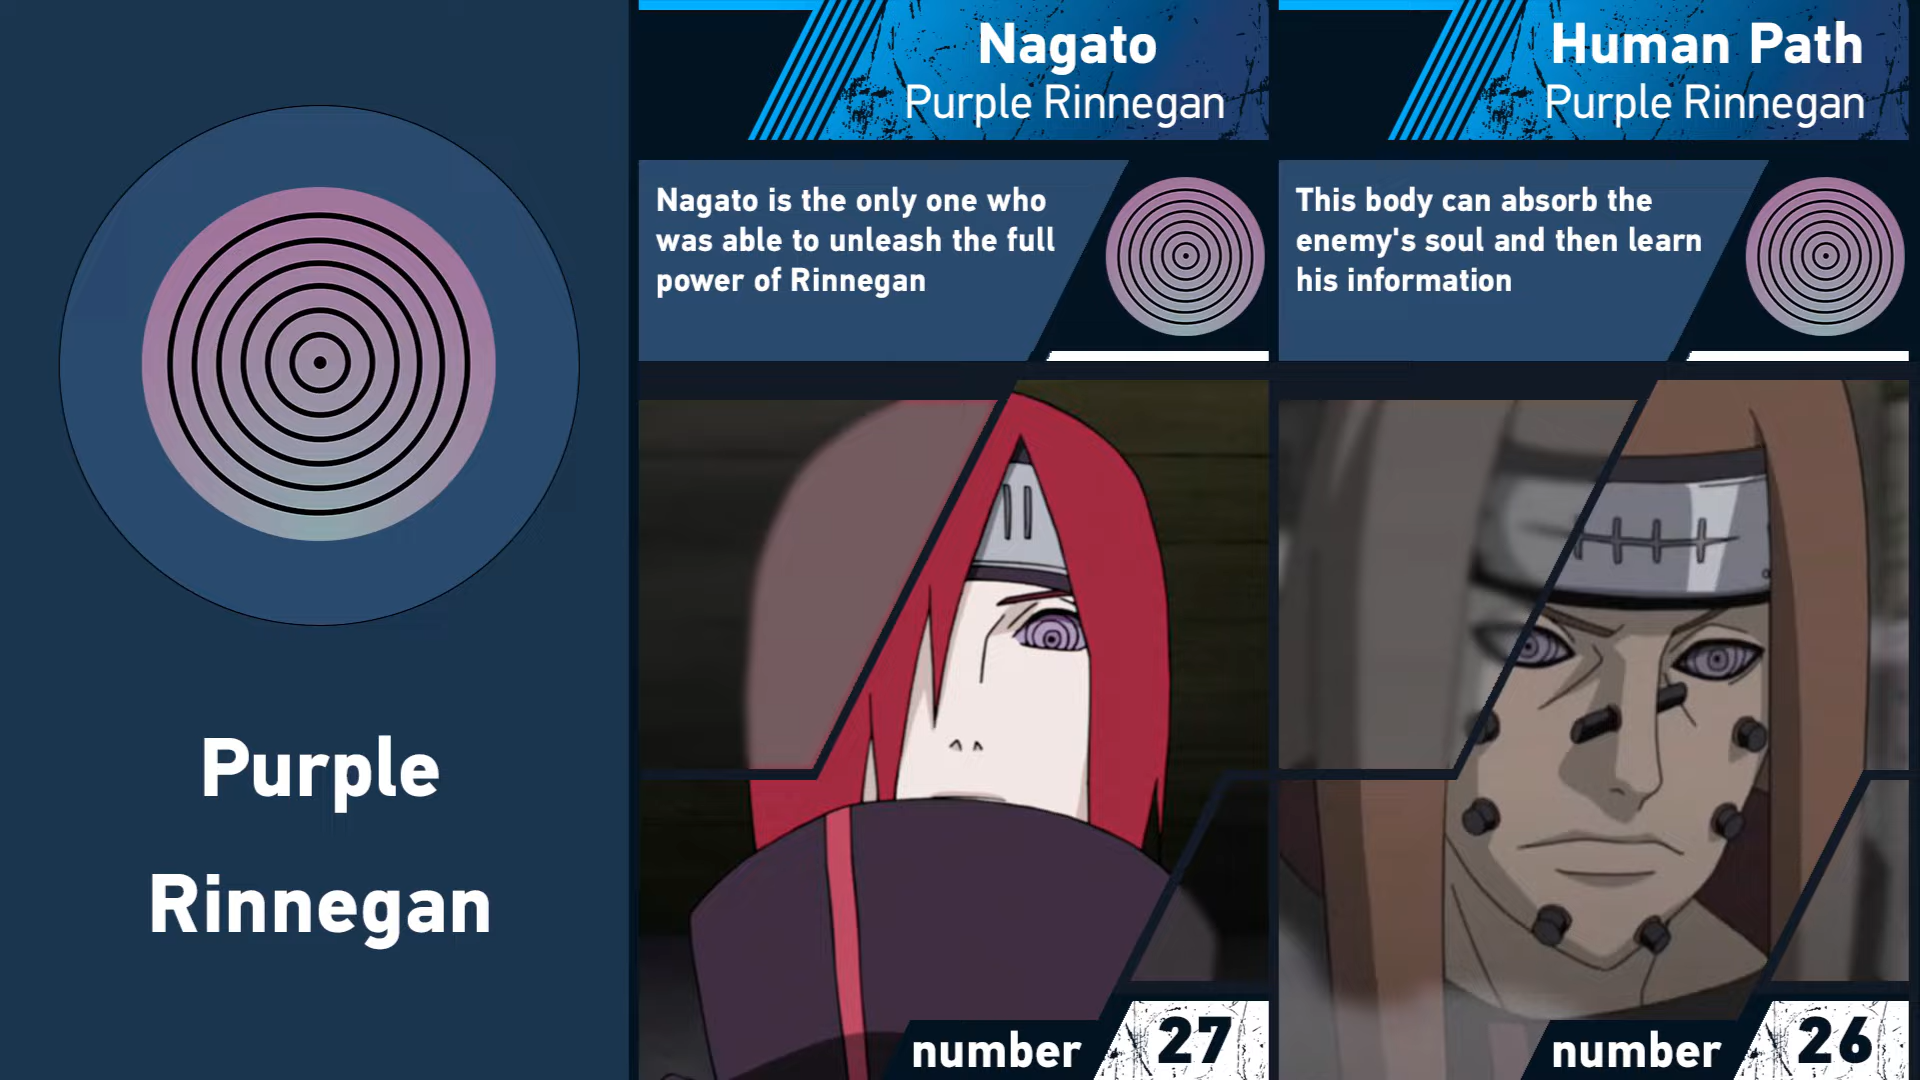 Purple
Rinnegan
Nagato
Purple Rinnegan
Nagato is the only one who
was able to unleash the full
power of Rinnegan
number 27
Human Path
Purple Rinnegan
This body can absorb the
enemy's soul and then learn
his information
number 26